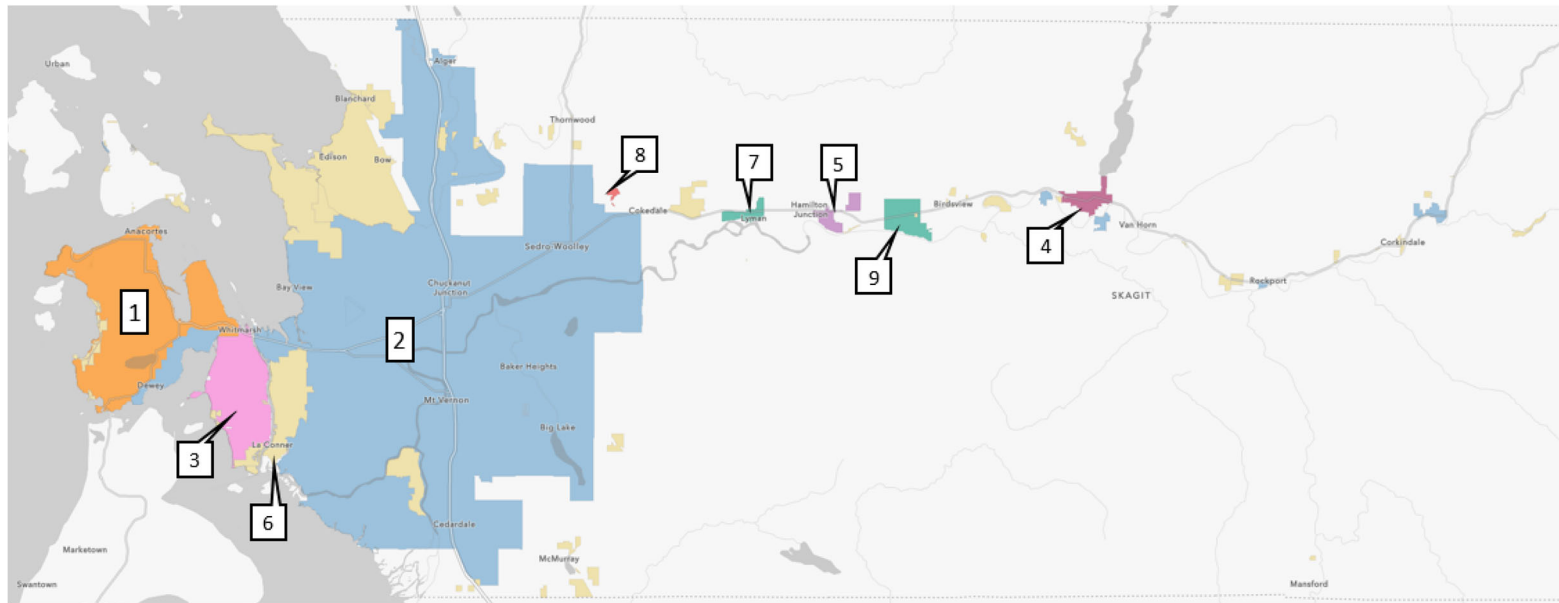 Urban
Alger
Blanchard
Thornwood
Edison
Bow
8
7
5
Cokedale
Lyman
Hamilton
Junction
Birdsview
4
Van Horn
Anacortes
Sedro-Woolley
Corkindale
9
Bay View
Chuckanut
Junction
Rockport
SKAGIT
1
Whitmarsh
2
Dewey
Baker Heights
Mt Vernon
Big Lake
La Conner
3
6
Cedardale
Marketown
McMurray
Swantown
Mansford